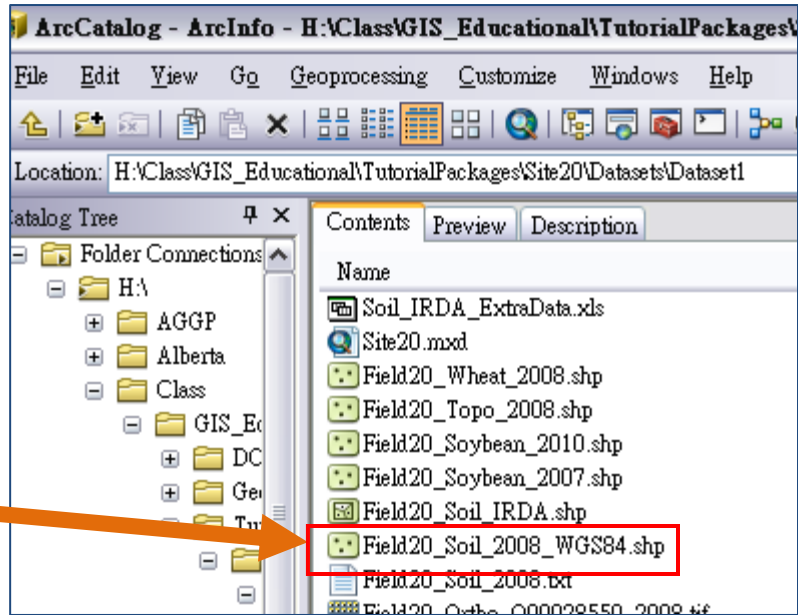 ArcCatalog - ArcInfo - H:\Class\GIS_Educational\TutorialPackages\
File Edit View Go Geoprocessing Customize Windows Help
Location: H:\Class\GIS_Educational\TutorialPackages\Site20\Datasets\Dataset1
atalog Tree
Folder Connections
H:\
AGGP
Alberta
Class
GIS_Ed
DC
Geo
Tu
Contents Preview Description
Name
Soil_IRDA_ExtraData.xls
Site20.mxd
Field20_Wheat_2008.shp
Field20_Topo_2008.shp
Field20_Soybean_2010.shp
Field20_Soybean_2007.shp
Field20_Soil_IRDA.shp
Field20_Soil_2008_WGS84.shp
Field20_Soil_2008.txt